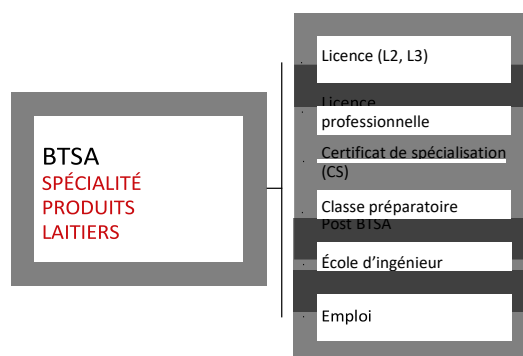 BTSA
SPÉCIALITÉ
PRODUITS
LAITIERS
Licence (L2, L3)
Licence
professionnelle
Certificat de spécialisation
(CS)
Classe préparatoire
Post BTSA
École d’ingénieur
Emploi